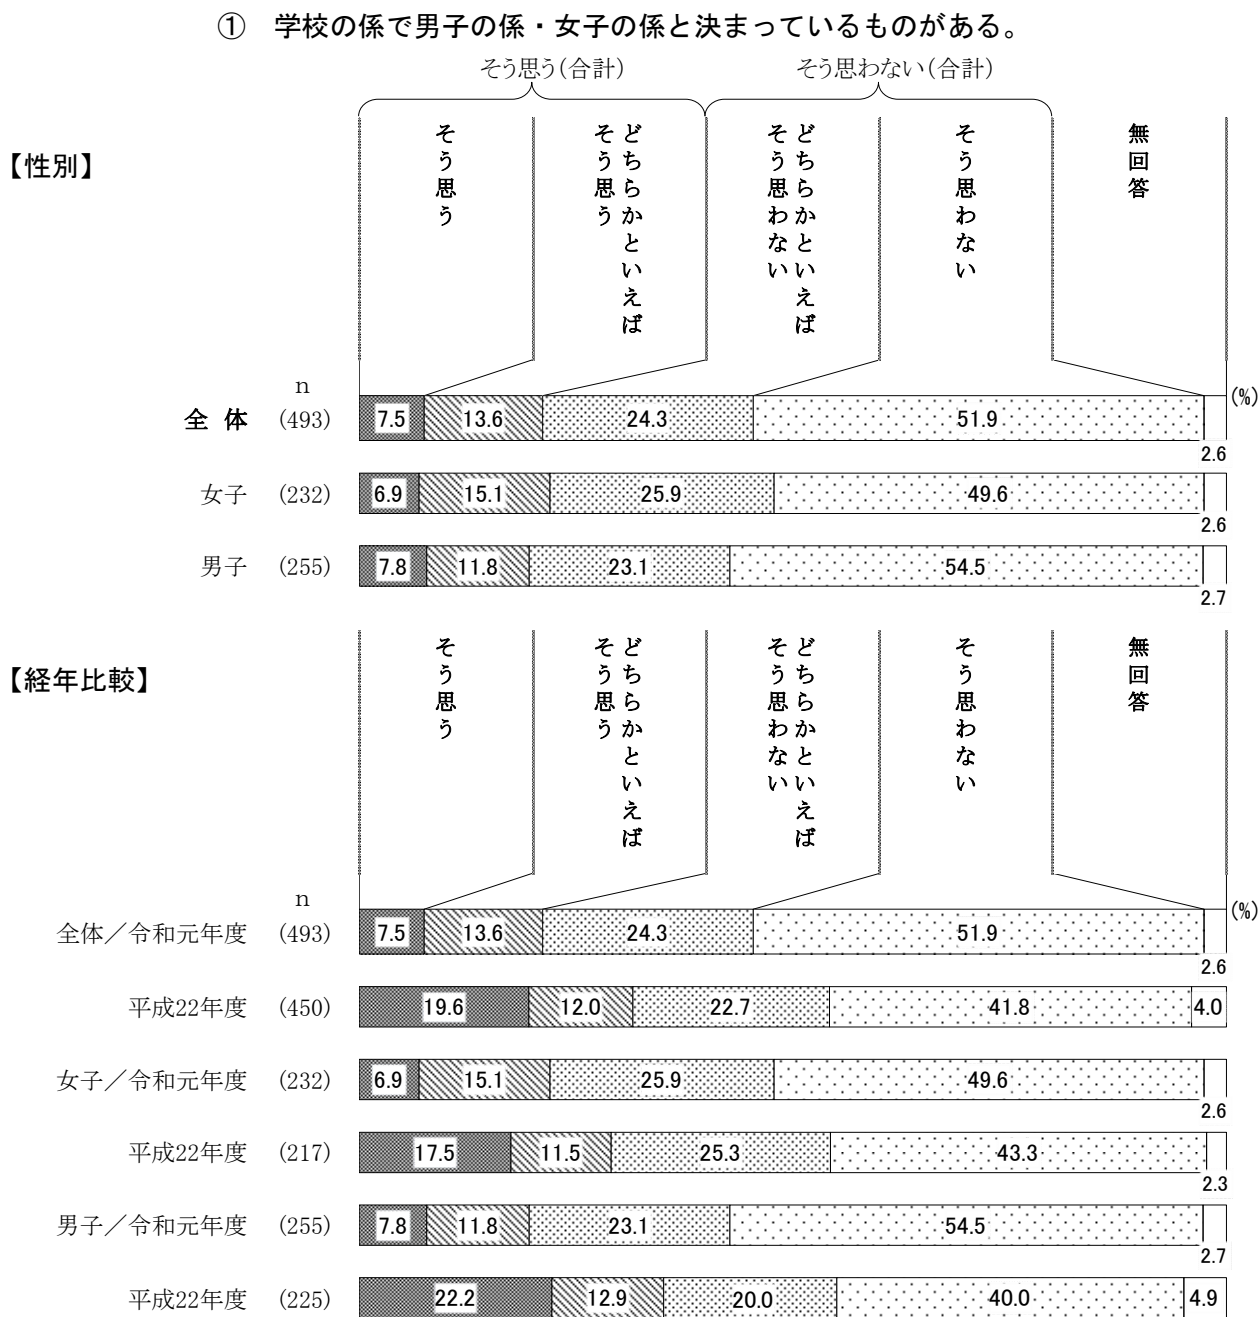 ① 学校の係で男子の係・女子の係と決まっているものがある。
そう思う(合計) そう思わない(合計)
【性別】
そう思う
どちらかといえば
そう思う
どちらかといえば
そう思わない
そう思わない
無回答
n
(%)
全 体 (493) 7.5 13.6 24.3 51.9 2.6
女子 (232) 6.9 15.1 25.9 49.6 2.6
男子 (255) 7.8 11.8 23.1 54.5 2.7
【経年比較】
そう思う
どちらかといえば
そう思う
どちらかといえば
そう思わない
そう思わない
無回答
n
(%)
全体／令和元年度 (493) 7.5 13.6 24.3 51.9 2.6
平成22年度 (450) 19.6 12.0 22.7 41.8 4.0
女子／令和元年度 (232) 6.9 15.1 25.9 49.6 2.6
平成22年度 (217) 17.5 11.5 25.3 43.3 2.3
男子／令和元年度 (255) 7.8 11.8 23.1 54.5 2.7
平成22年度 (225) 22.2 12.9 20.0 40.0 4.9